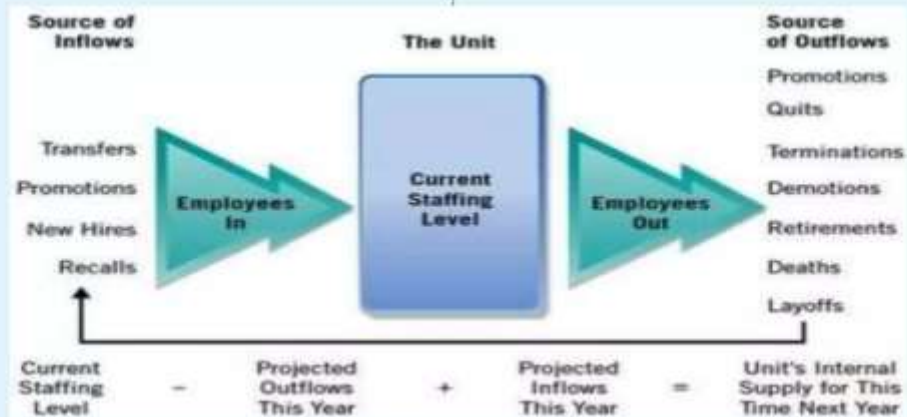 Source of
Inflows
The Unit
Source
of Outflows
Promotions
Quits
Transfers
Terminations
Promotions
Employees
In
Current
Staffing
Level
Employees
Out
Demotions
New Hires
Retirements
Recalls
Deaths
Layoffs
Current
Staffing
Level
–
Projected
Outflows
This Year
+
Projected
Inflows
This Year
=
Unit's Internal
Supply for This
Time Next Year